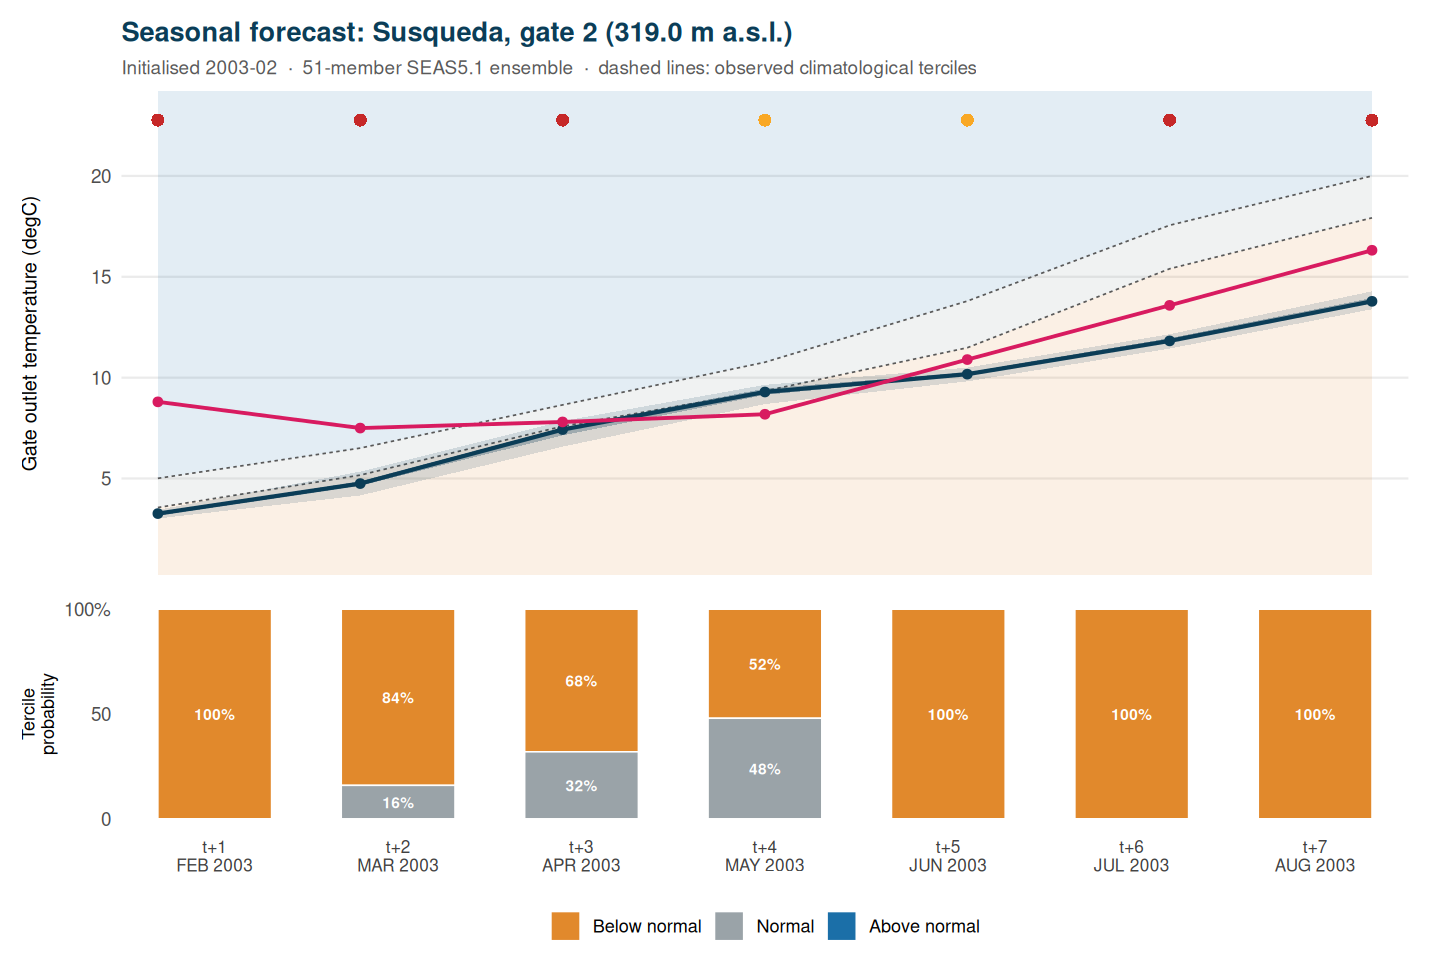 Seasonal forecast: Susqueda, gate 2 (319.0 m a.s.l.)
Initialised 2003-02 · 51-member SEAS5.1 ensemble · dashed lines: observed climatological terciles
Gate outlet temperature (degC)
20
15
10
5
Tercile
probability
100%
50
0
100%
84%
16%
68%
32%
52%
48%
100%
100%
100%
t+1
FEB 2003
t+2
MAR 2003
t+3
APR 2003
t+4
MAY 2003
t+5
JUN 2003
t+6
JUL 2003
t+7
AUG 2003
Below normal
Normal
Above normal